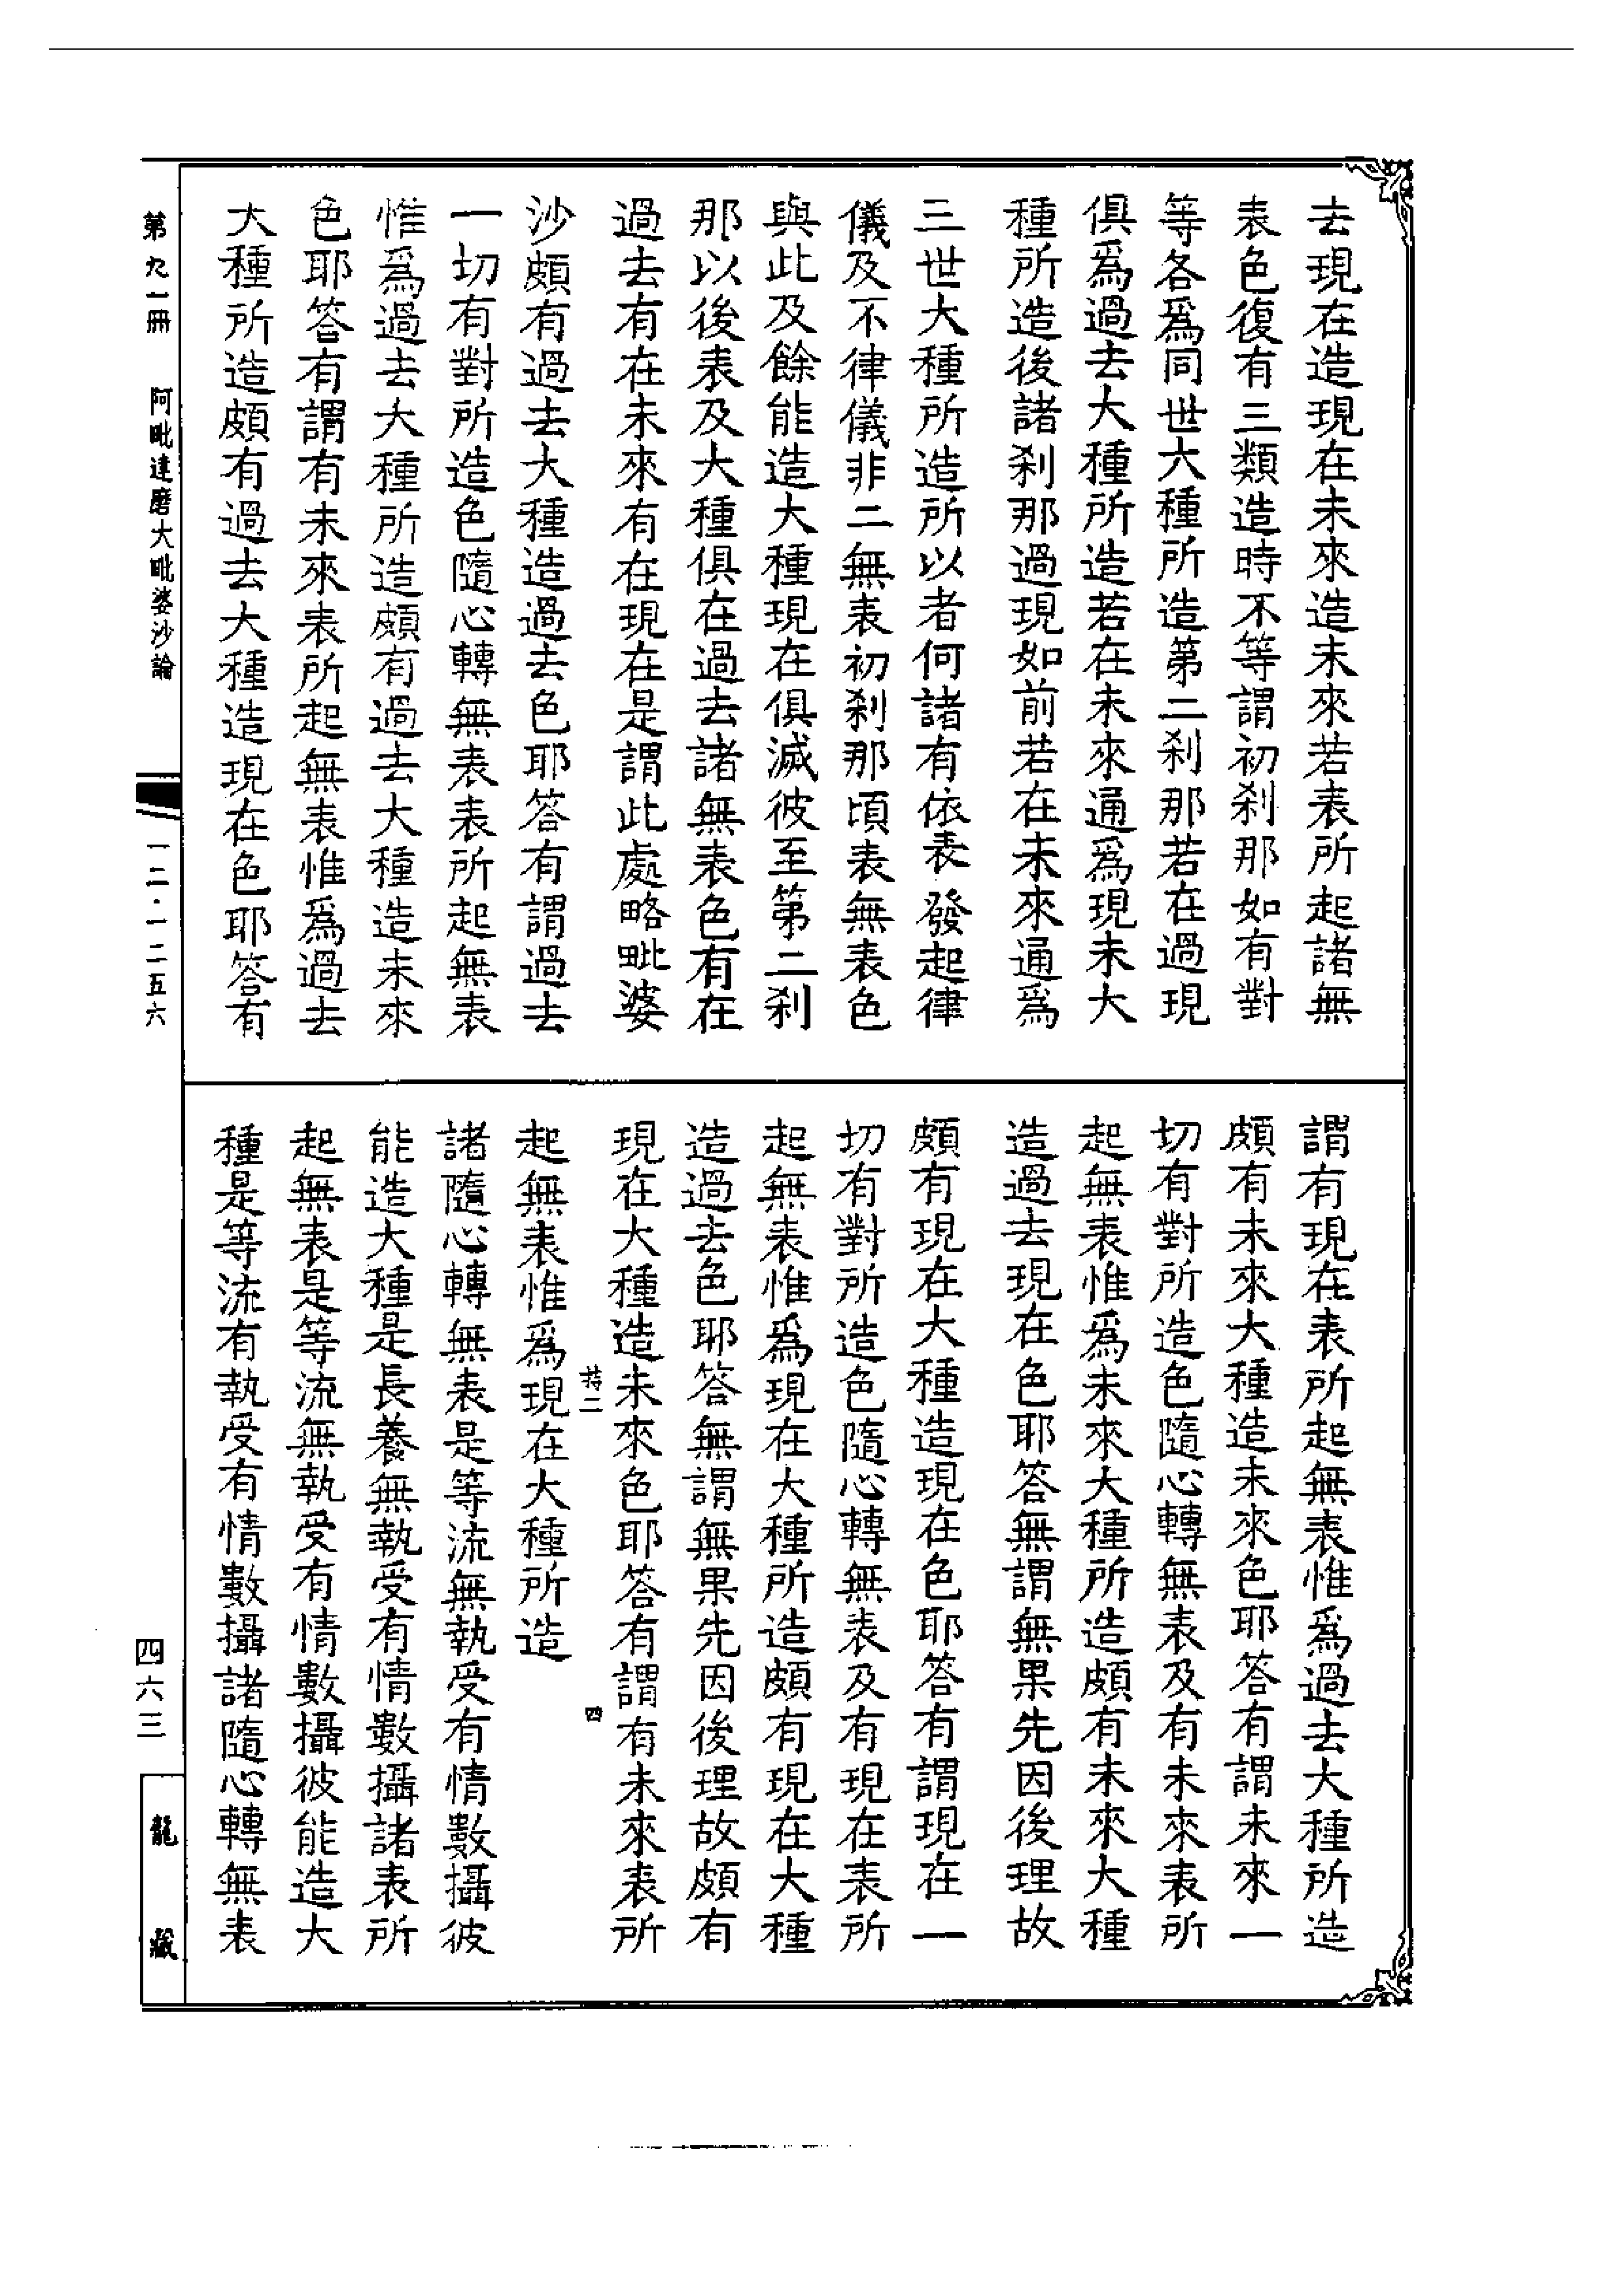 去現在造現在未來造未來若表所起諸無
表色復有三類造時不等謂初刹那如有對
等各爲同世大種所造第二刹那若在過現
俱爲過去大種所造若在未來通爲現未大
種所造後諸刹那過現如前若在未來通爲
三世大種所造所以者何諸有依表發起律
儀及不律儀非二無表初刹那頃表無表色
與此及餘能造大種現在俱滅彼至第二刹
那以後表及大種俱在過去諸無表色有在
過去有在未來有在現在是謂此處略毗婆
沙頗有過去大種造過去色耶答有謂過去
一切有對所造色隨心轉無表表所起無表
惟爲過去大種所造頗有過去大種造未來
色耶答有謂有未來表所起無表惟爲過去
大種所造頗有過去大種造現在色耶答有
謂有現在表所起無表惟爲過去大種所造
頗有未來大種造未來色耶答有謂未來一
切有對所造色隨心轉無表及有未來表所
起無表惟爲未來大種所造頗有未來大種
造過去現在色耶答無謂無果先因後理故
頗有現在大種造現在色耶答有謂現在一
切有對所造色隨心轉無表及有現在表所
起無表惟爲現在大種所造頗有現在大種
造過去色耶答無謂無果先因後理故頗有
現在大種造未來色耶答有謂有未來表所
持二 四
起無表惟爲現在大種所造
諸隨心轉無表是等流無執受有情數攝彼
能造大種是長養無執受有情數攝諸表所
起無表是等流無執受有情數攝彼能造大
種是等流有執受有情數攝諸隨心轉無表
第九一冊 阿毗達磨大毗婆沙論
一二·一二五六
四六三
龍藏